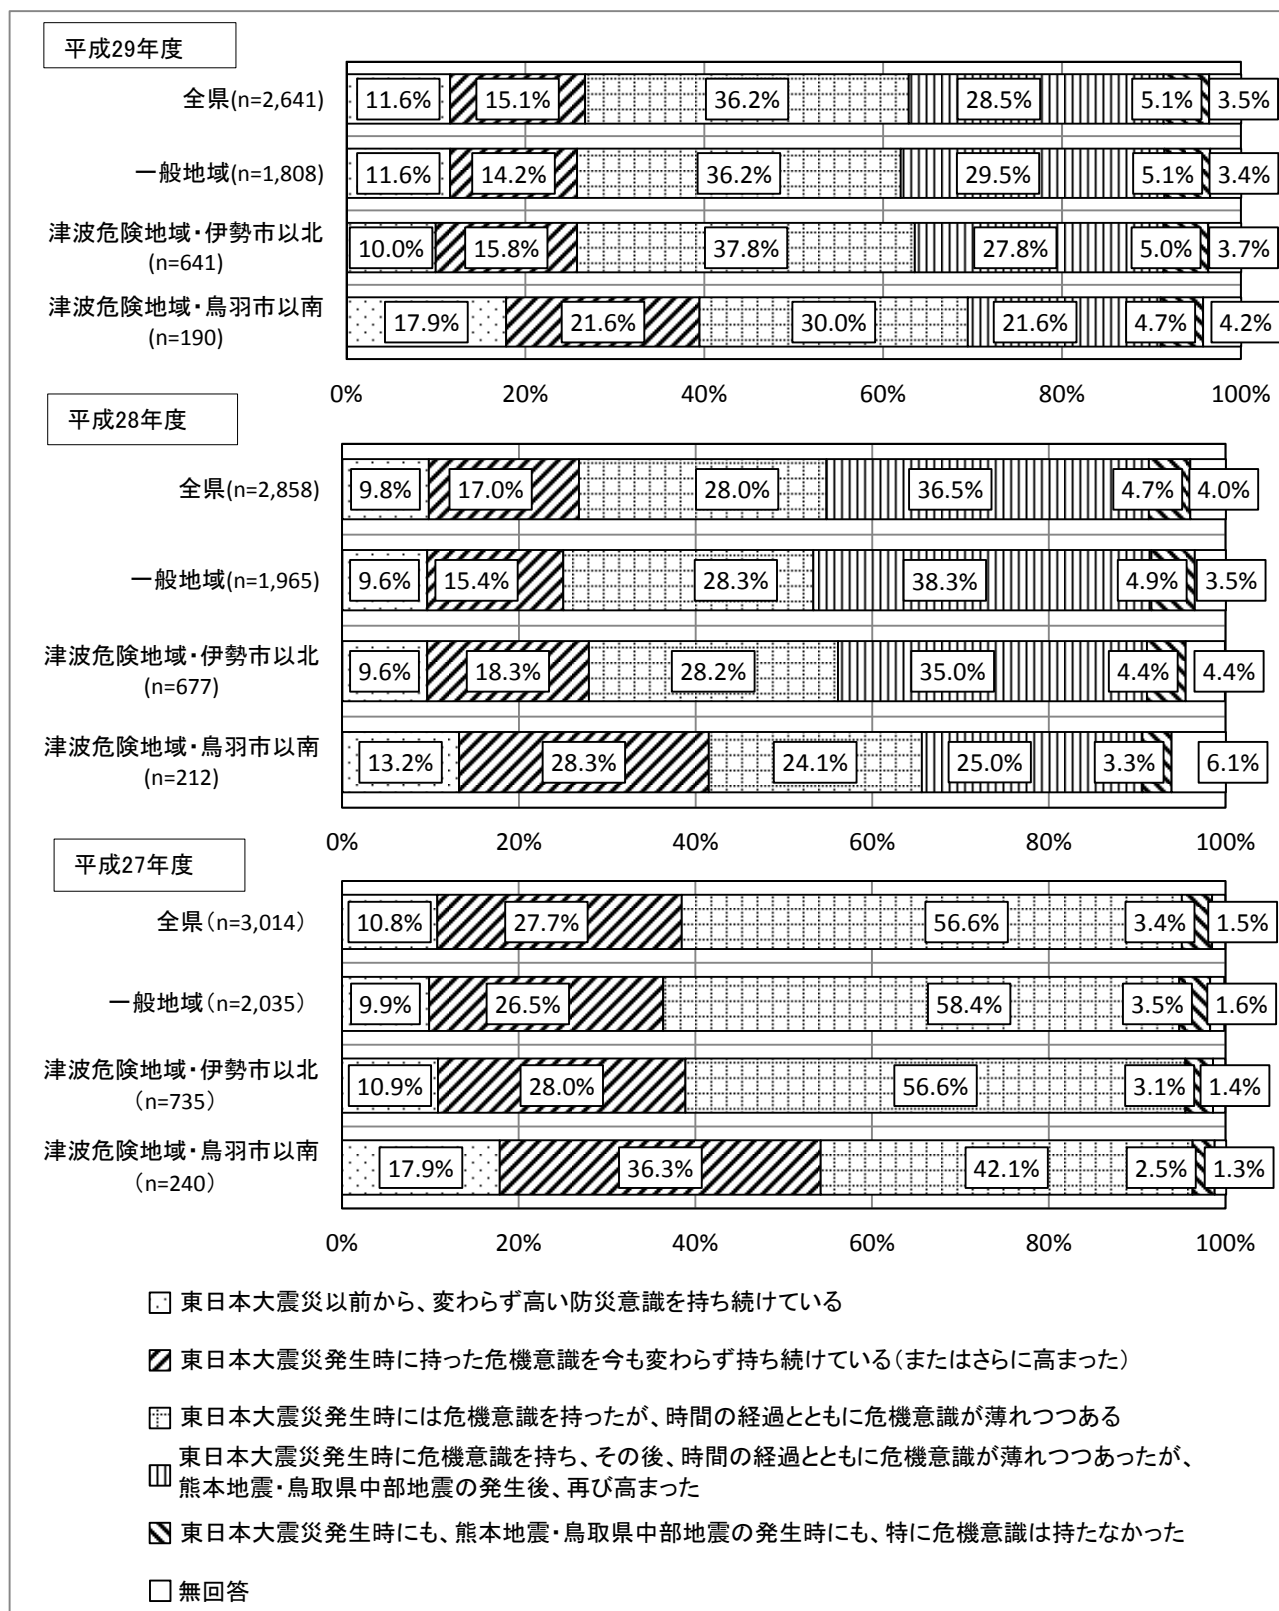 平成29年度
全県(n=2,641)
11.6% 15.1% 36.2% 28.5% 5.1% 3.5%
一般地域(n=1,808)
11.6% 14.2% 36.2% 29.5% 5.1% 3.4%
津波危険地域・伊勢市以北
(n=641)
10.0% 15.8% 37.8% 27.8% 5.0% 3.7%
津波危険地域・鳥羽市以南
(n=190)
17.9% 21.6% 30.0% 21.6% 4.7% 4.2%
0% 20% 40% 60% 80% 100%
平成28年度
全県(n=2,858)
9.8% 17.0% 28.0% 36.5% 4.7% 4.0%
一般地域(n=1,965)
9.6% 15.4% 28.3% 38.3% 4.9% 3.5%
津波危険地域・伊勢市以北
(n=677)
9.6% 18.3% 28.2% 35.0% 4.4% 4.4%
津波危険地域・鳥羽市以南
(n=212)
13.2% 28.3% 24.1% 25.0% 3.3% 6.1%
0% 20% 40% 60% 80% 100%
平成27年度
全県（n=3,014）
10.8% 27.7% 56.6% 3.4% 1.5%
一般地域（n=2,035）
9.9% 26.5% 58.4% 3.5% 1.6%
津波危険地域・伊勢市以北
（n=735）
10.9% 28.0% 56.6% 3.1% 1.4%
津波危険地域・鳥羽市以南
（n=240）
17.9% 36.3% 42.1% 2.5% 1.3%
0% 20% 40% 60% 80% 100%
東日本大震災以前から、変わらず高い防災意識を持ち続けている
東日本大震災発生時に持った危機意識を今も変わらず持ち続けている（またはさらに高まった）
東日本大震災発生時には危機意識を持ったが、時間の経過とともに危機意識が薄れつつある
東日本大震災発生時に危機意識を持ち、その後、時間の経過とともに危機意識が薄れつつあったが、
熊本地震・鳥取県中部地震の発生後、再び高まった
東日本大震災発生時にも、熊本地震・鳥取県中部地震の発生時にも、特に危機意識は持たなかった
無回答